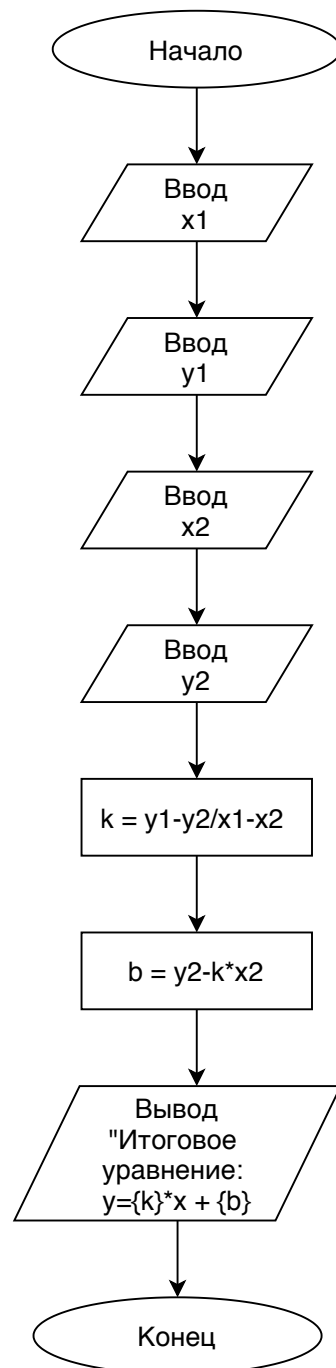 Начало
Ввод
x1
Ввод
y1
Ввод
x2
Ввод
y2
k = y1-y2/x1-x2
b = y2-k*x2
Вывод
"Итоговое
уравнение:
y={k}*x + {b}
Конец